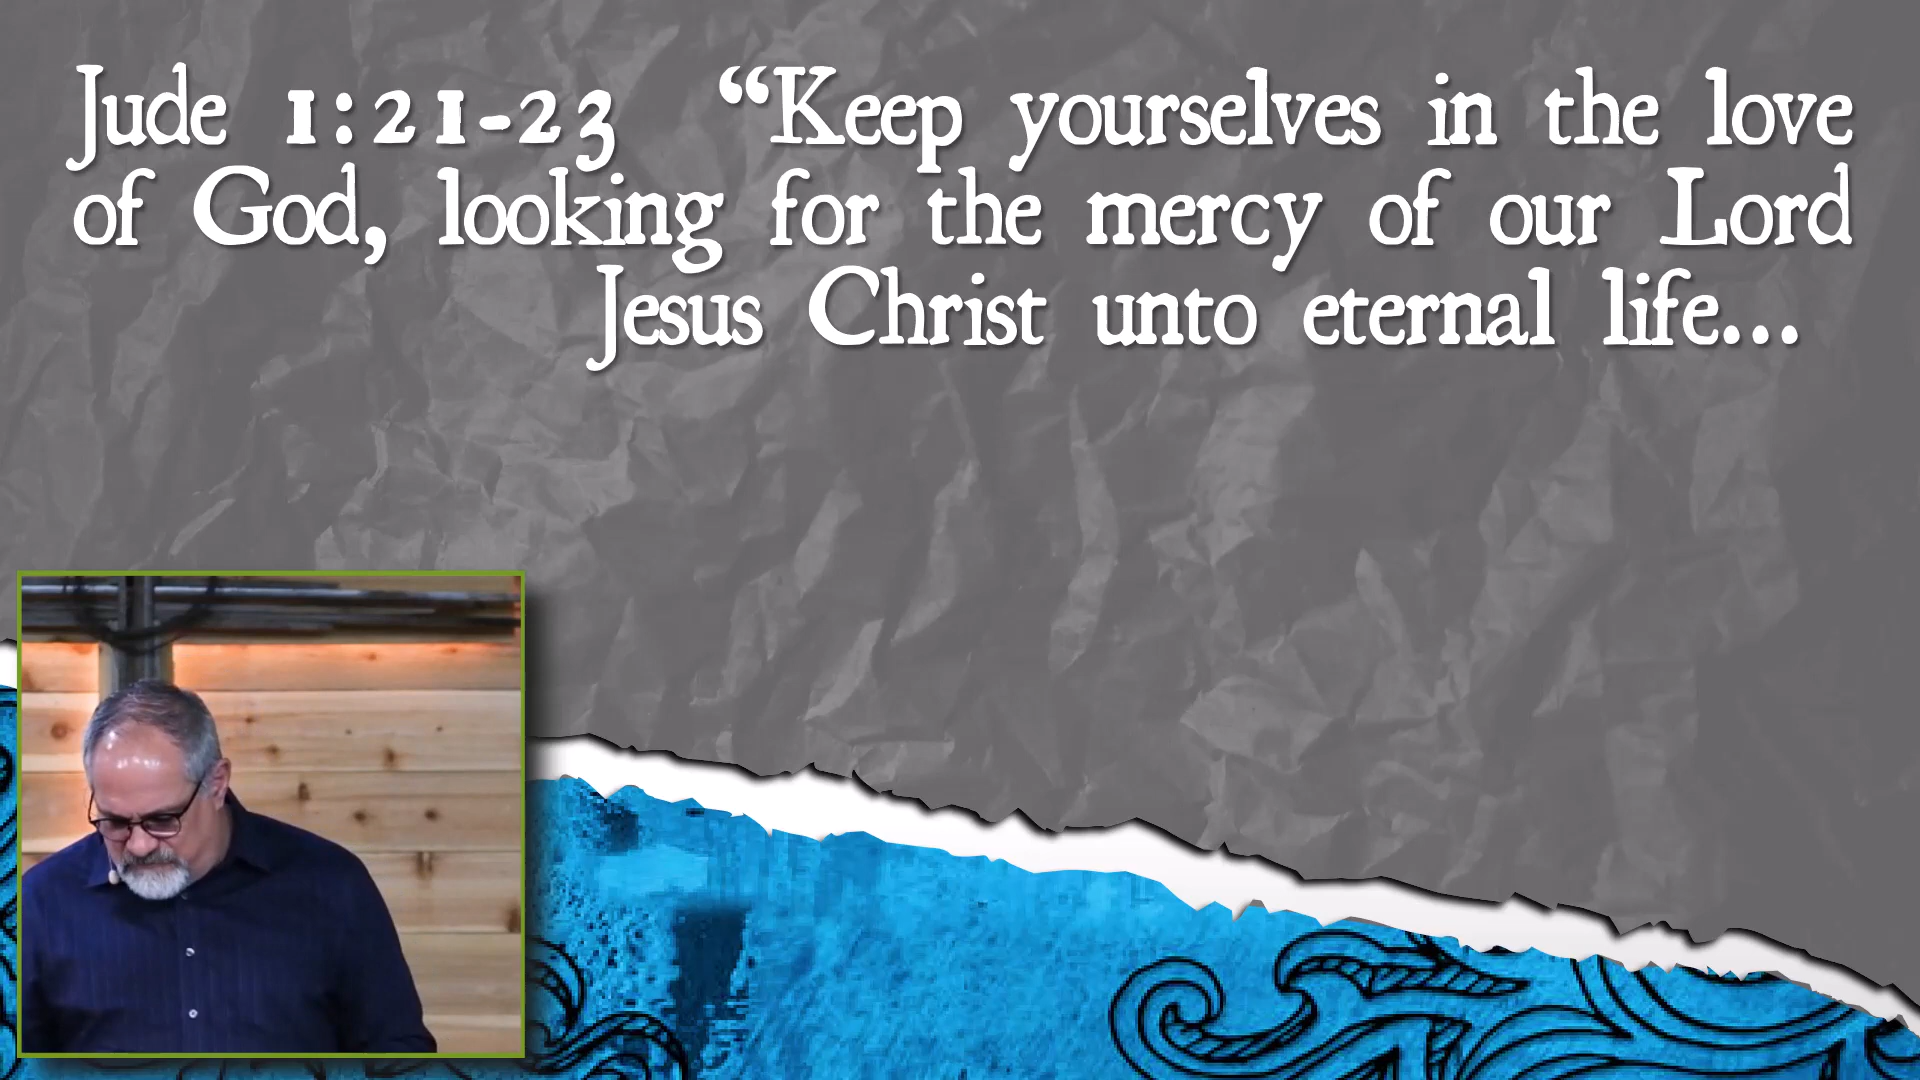 Jude 1:21-23 “Keep yourselves in the love
of God, looking for the mercy of our Lord
Jesus Christ unto eternal life...